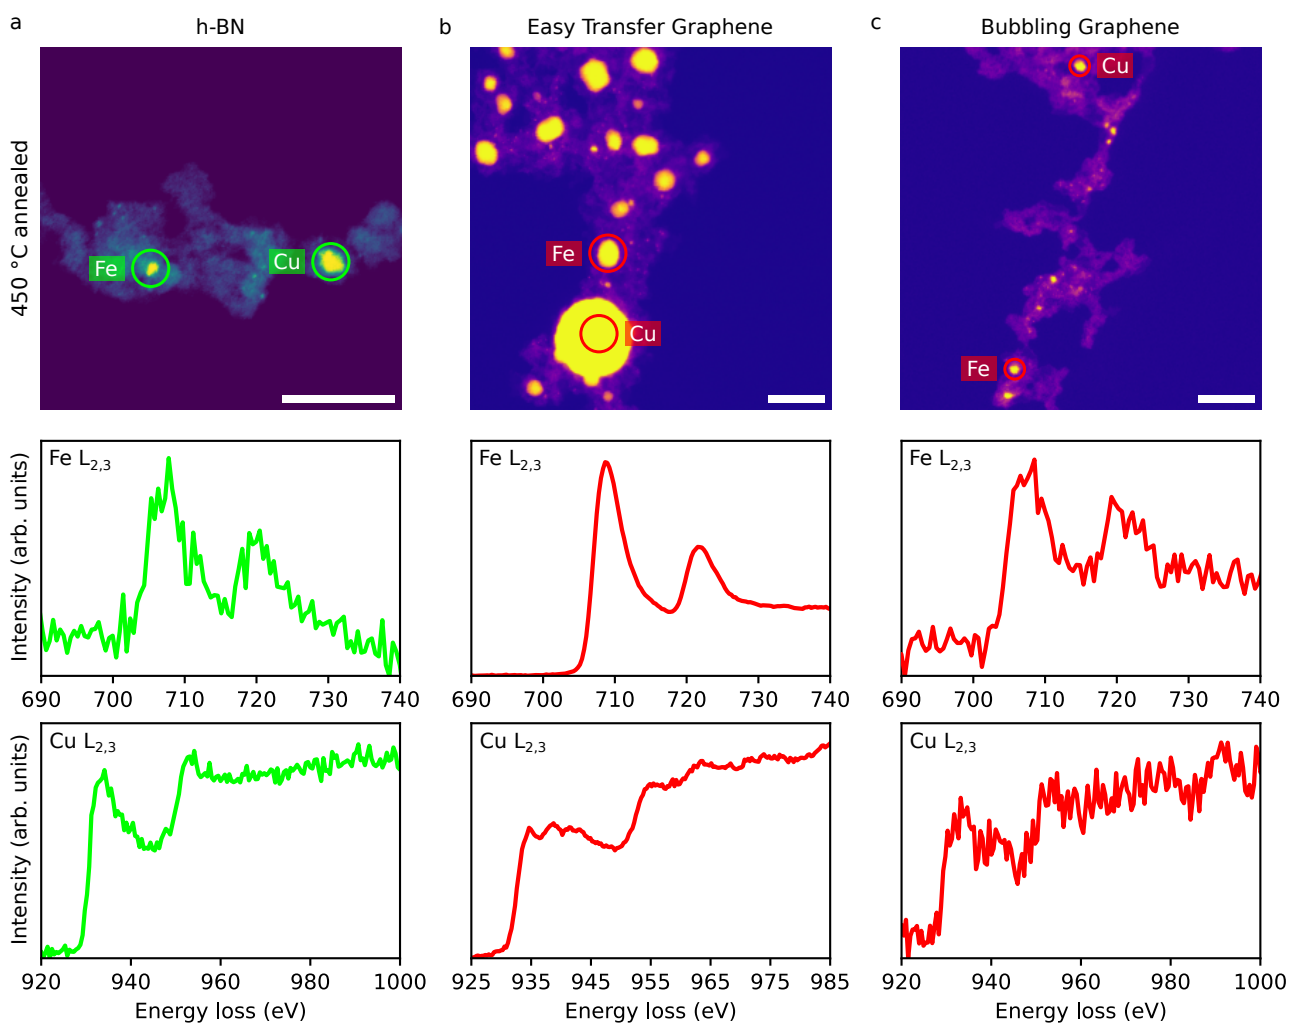 a h-BN b Easy Transfer Graphene c Bubbling Graphene
450 °C annealed
Fe Cu
Fe
Cu
Cu
Fe
Intensity (arb. units)
Fe L2,3 Fe L2,3 Fe L2,3
690 700 710 720 730 740 690 700 710 720 730 740 690 700 710 720 730 740
Intensity (arb. units)
Cu L2,3 Cu L2,3 Cu L2,3
920 940 960 980 1000 925 935 945 955 965 975 985 920 940 960 980 1000
Energy loss (eV) Energy loss (eV) Energy loss (eV)